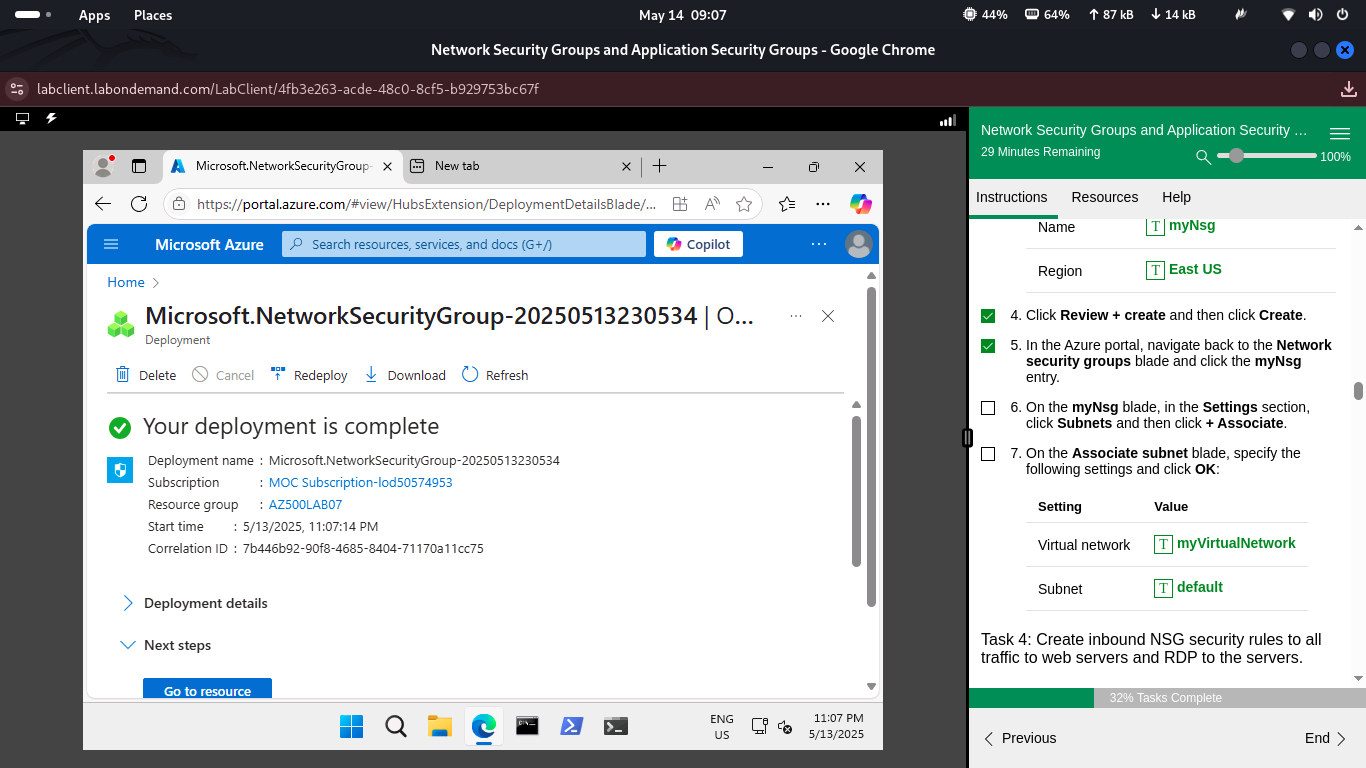 Apps Places May 14 09:07 44% 64% 87 kB 14 kB
Network Security Groups and Application Security Groups - Google Chrome
labclient.labondemand.com/LabClient/4fb3e263-acde-48c0-8cf5-b929753bc67f
Microsoft.NetworkSecurityGroup- New tab
https://portal.azure.com/#view/HubsExtension/DeploymentDetailsBlade/...
Microsoft Azure Search resources, services, and docs (G+/) Copilot
Home
Microsoft.NetworkSecurityGroup-20250513230534 | O...
Deployment
Delete Cancel Redeploy Download Refresh
Your deployment is complete
Deployment name : Microsoft.NetworkSecurityGroup-20250513230534
Subscription : MOC Subscription-lod50574953
Resource group : AZ500LAB07
Start time : 5/13/2025, 11:07:14 PM
Correlation ID : 7b446b92-90f8-4685-8404-71170a11cc75
Deployment details
Next steps
Go to resource
ENG
US
11:07 PM
5/13/2025
Network Security Groups and Application Security ...
29 Minutes Remaining
100%
Instructions Resources Help
Name T myNsg
Region T East US
4. Click Review + create and then click Create.
5. In the Azure portal, navigate back to the Network
security groups blade and click the myNsg
entry.
6. On the myNsg blade, in the Settings section,
click Subnets and then click + Associate.
7. On the Associate subnet blade, specify the
following settings and click OK:
Setting Value
Virtual network T myVirtualNetwork
Subnet T default
Task 4: Create inbound NSG security rules to all
traffic to web servers and RDP to the servers.
32% Tasks Complete
Previous End